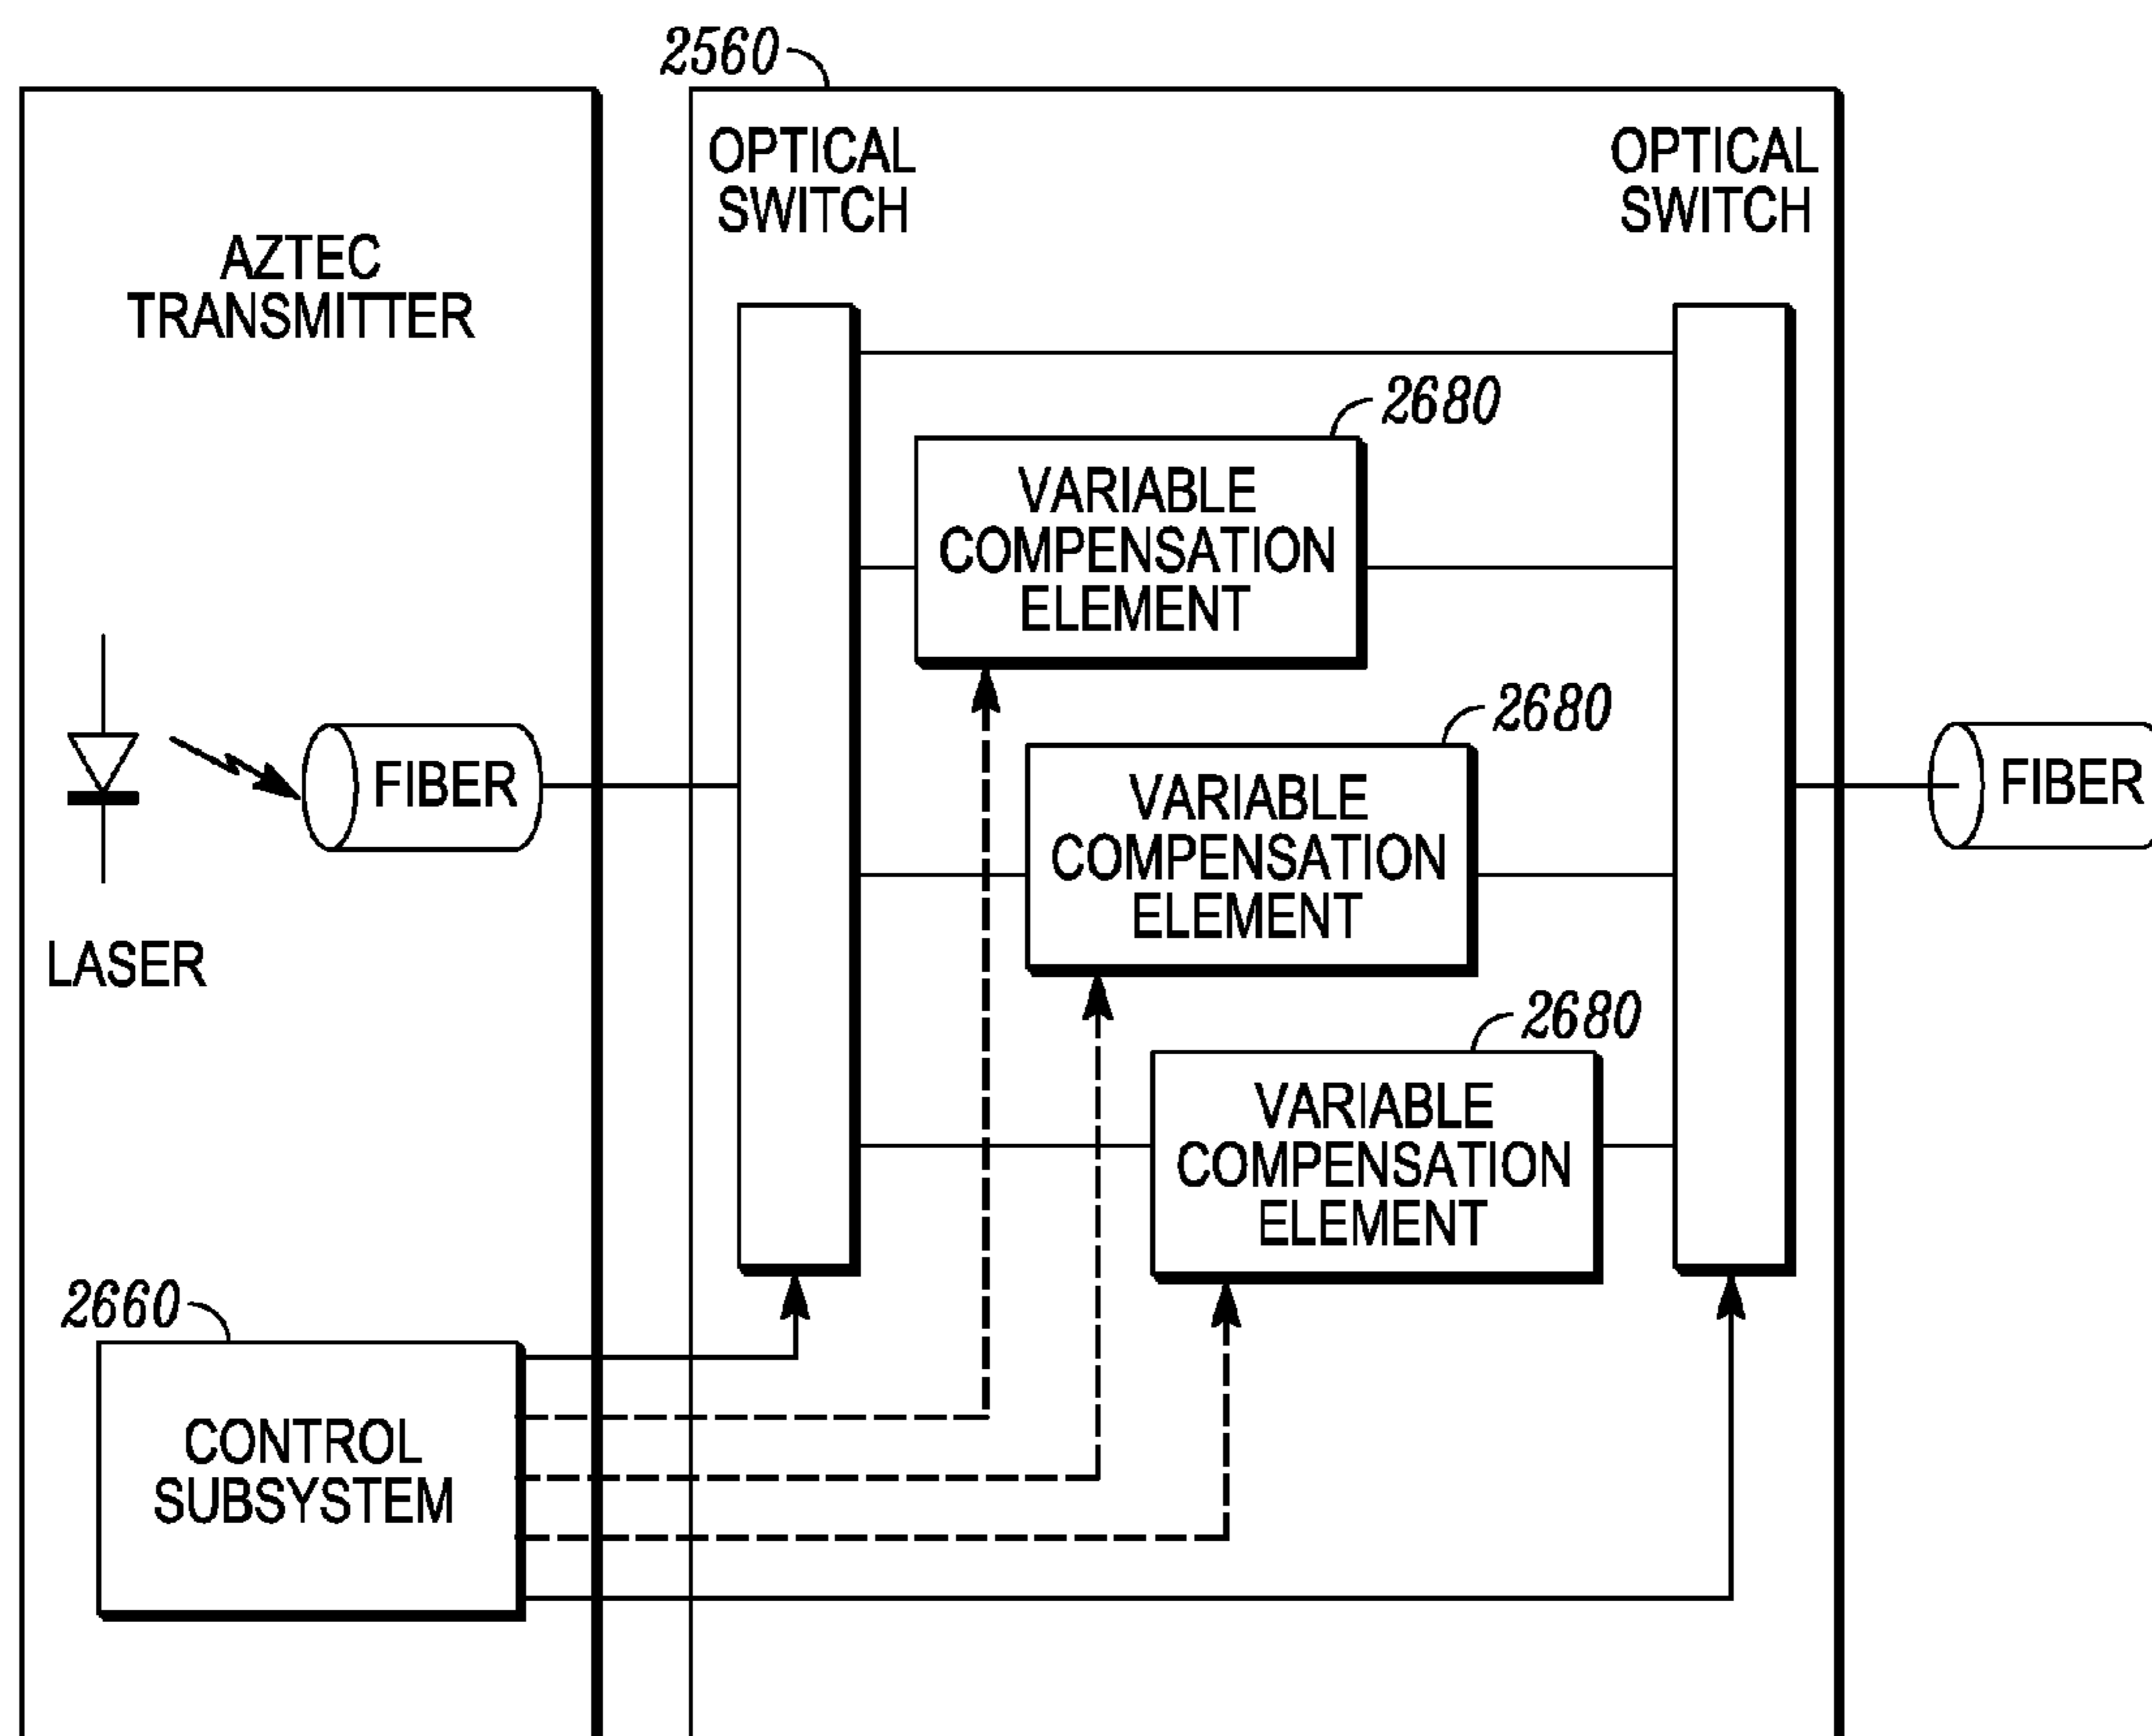 2560
OPTICAL
SWITCH
OPTICAL
SWITCH
AZTEC
TRANSMITTER
2680
VARIABLE
COMPENSATION
ELEMENT
2680
VARIABLE
COMPENSATION
ELEMENT
FIBER
FIBER
LASER
2680
VARIABLE
COMPENSATION
ELEMENT
2660
CONTROL
SUBSYSTEM